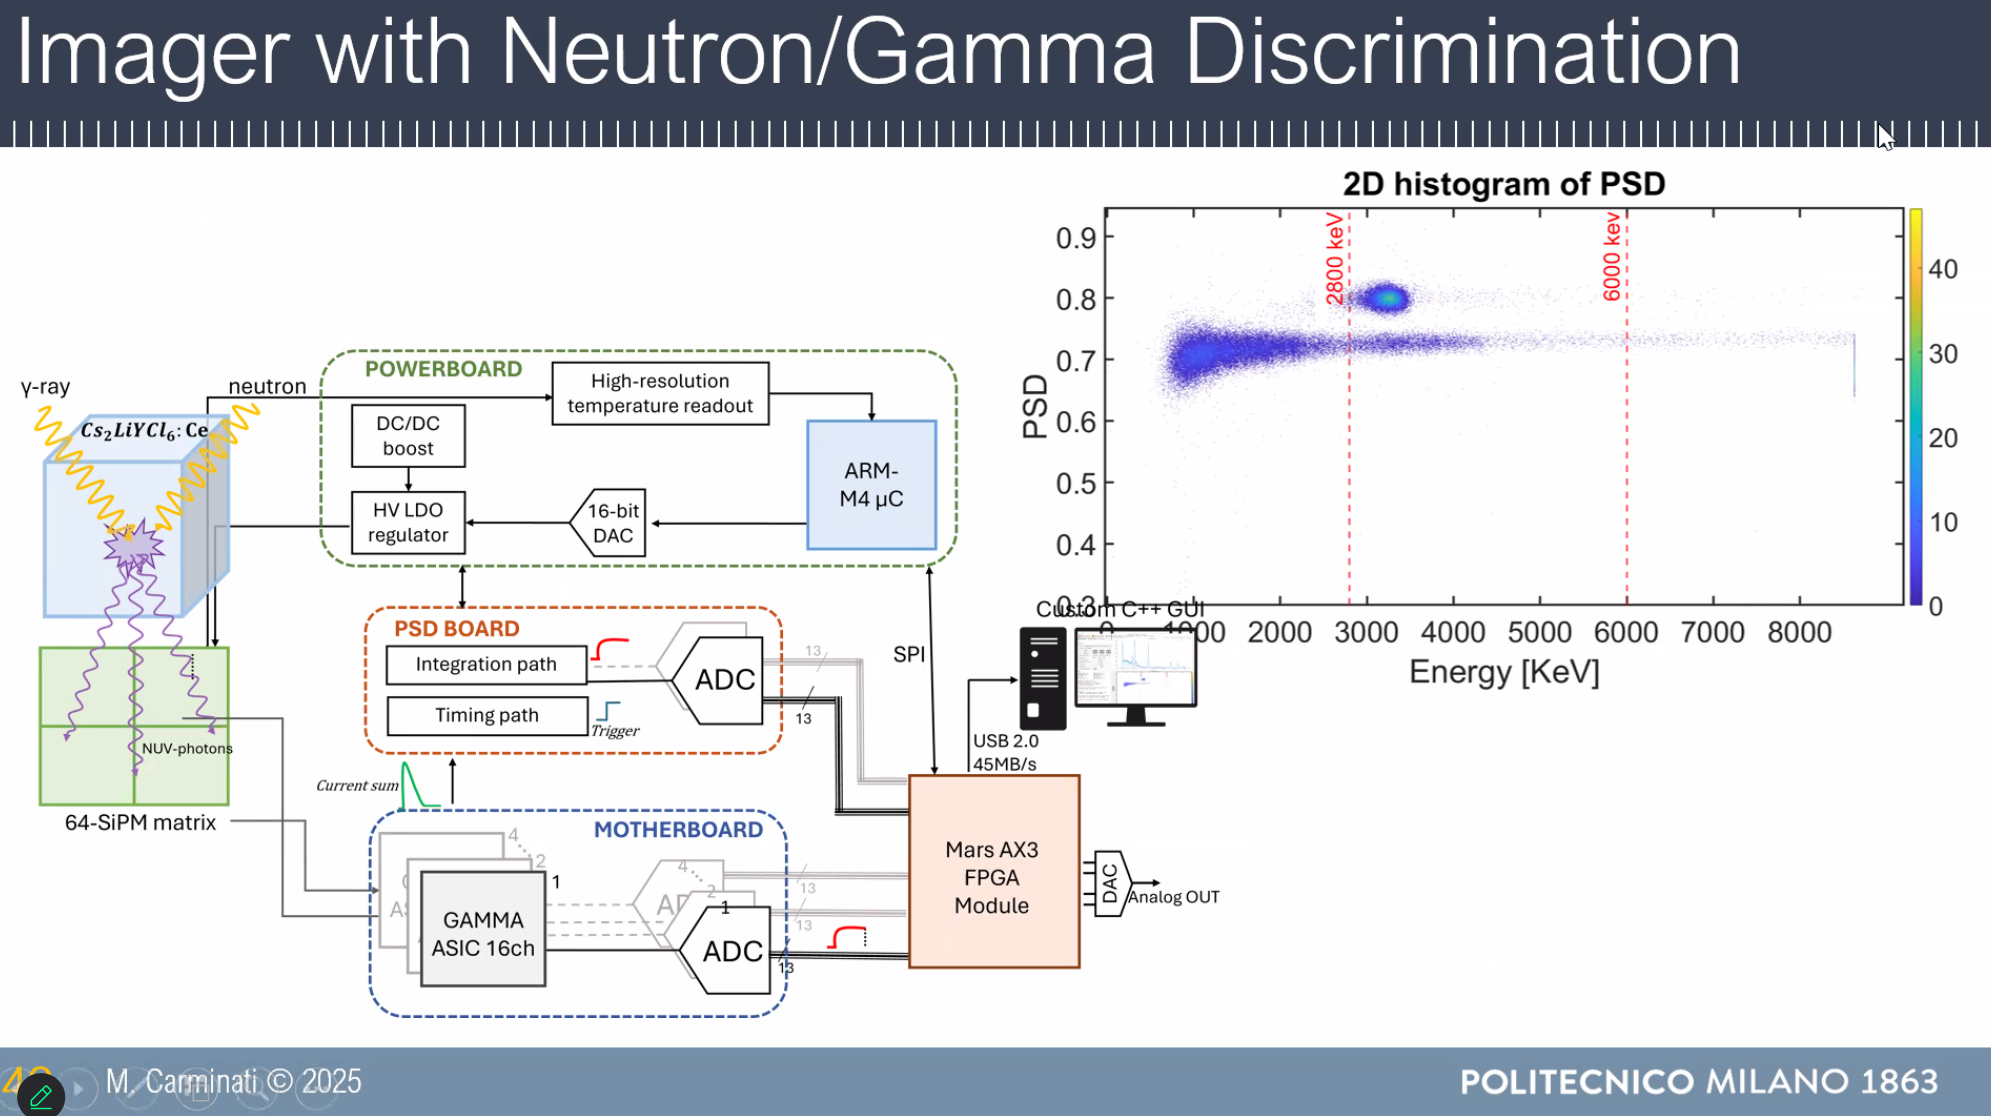 Imager with Neutron/Gamma Discrimination
γ-ray
neutron
Cs₂LiYCl₆: Ce
NUV-photons
64-SiPM matrix
POWERBOARD
High-resolution
temperature readout
DC/DC
boost
HV LDO
regulator
16-bit
DAC
ARM-
M4 µC
PSD BOARD
Integration path
Timing path
Trigger
ADC
13
13
SPI
Current sum
MOTHERBOARD
4
2
1
GAMMA
ASIC 16ch
4
2
1
ADC
13
13
13
Mars AX3
FPGA
Module
USB 2.0
45MB/s
Custom C++ GUI
DAC
Analog OUT
2D histogram of PSD
2800 keV
6000 kev
PSD
0.9
0.8
0.7
0.6
0.5
0.4
2000
3000
4000
5000
6000
7000
8000
Energy [KeV]
40
30
20
10
0
M. Carminati © 2025
POLITECNICO MILANO 1863